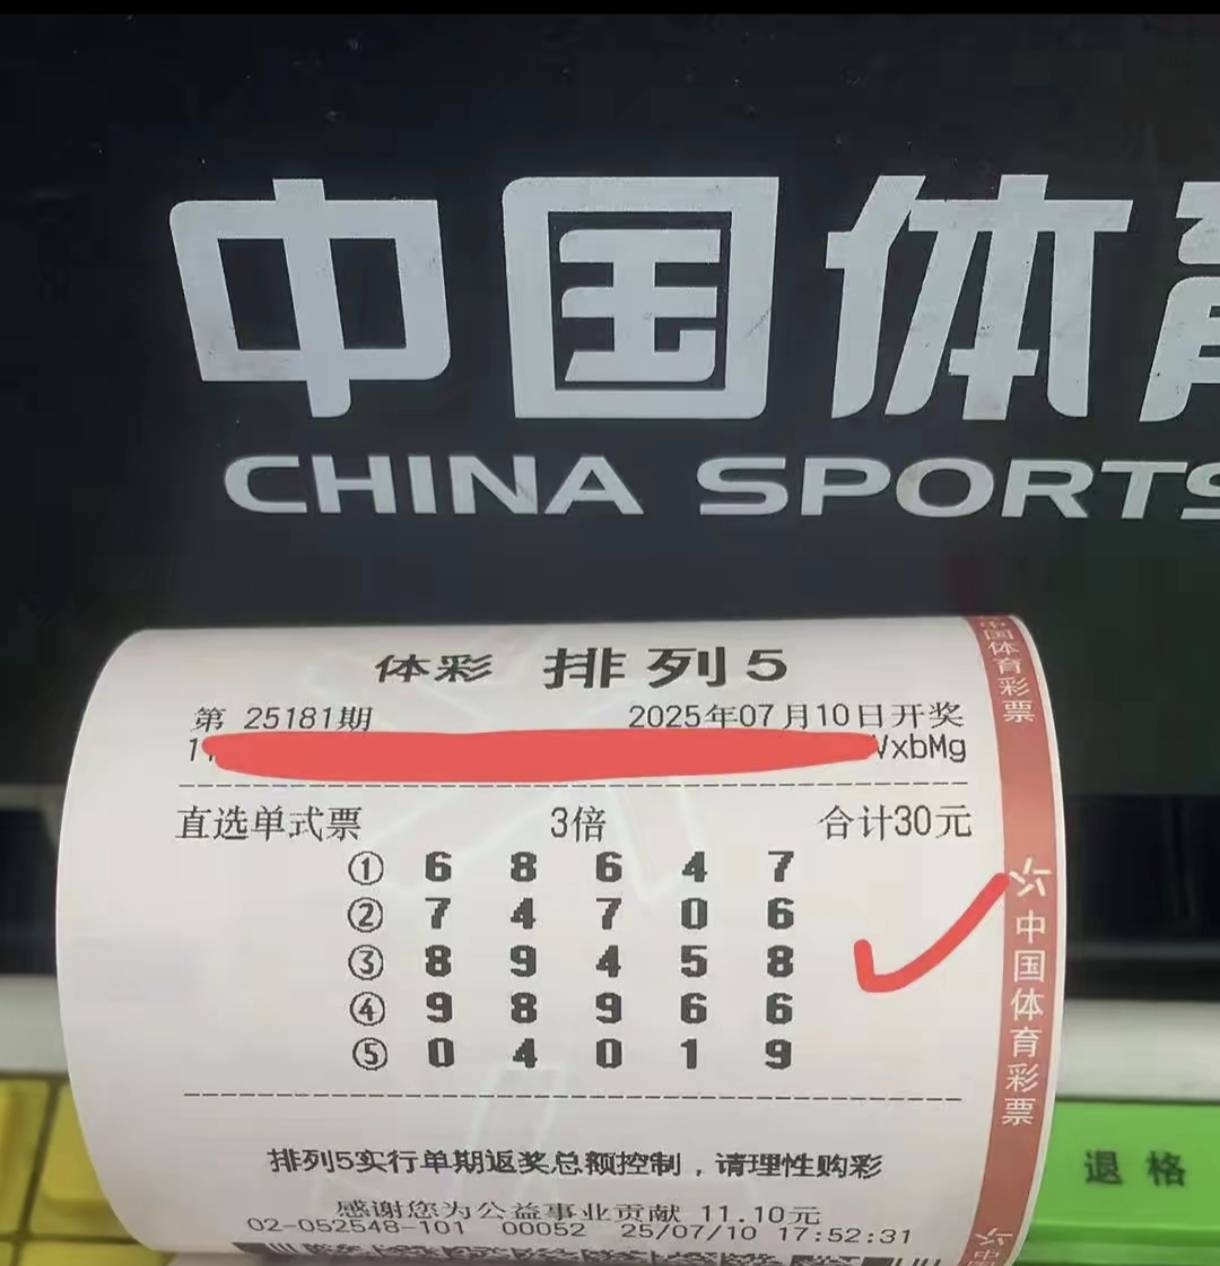 中国体
CHINA SPORTS
体彩 排列5
第 25181期 2025年07月10日开奖
VxbMg
直选单式票 3倍 合计30元
① 6 8 6 4 7
② 7 4 7 0 6
③ 8 9 4 5 8
④ 9 8 9 6 6
⑤ 0 4 0 1 9
排列5实行单期返奖总额控制，请理性购彩
感谢您为公益事业贡献 11.10元
02-052548-101 00052 25/07/10 17:52:31
中国体育彩票
中国体育彩票
退格